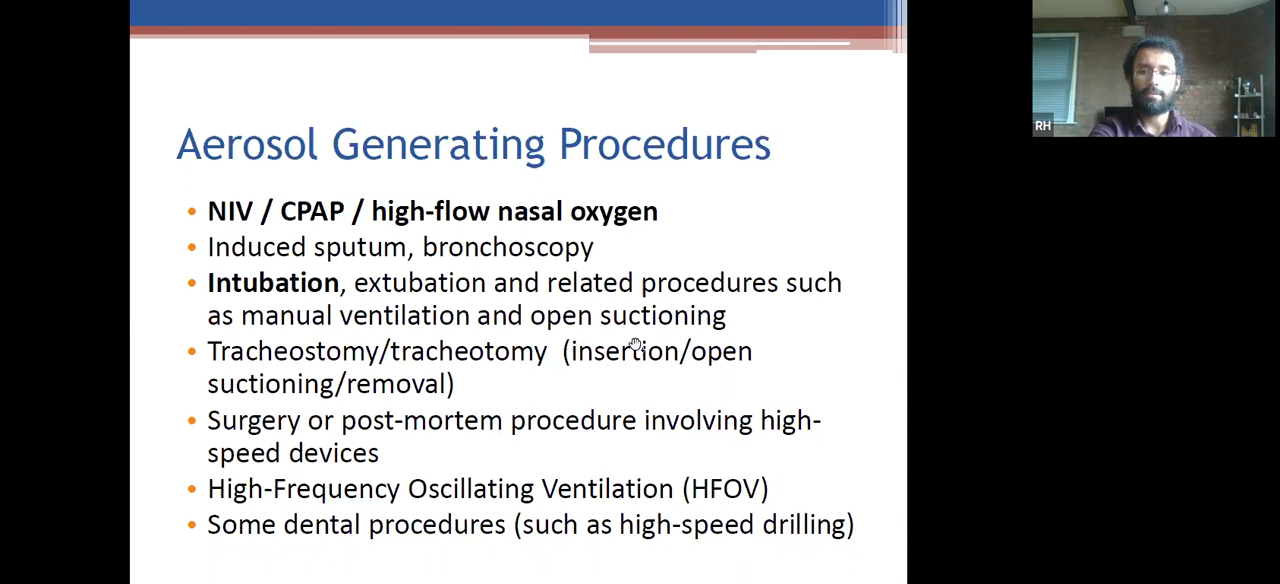 Aerosol Generating Procedures
• NIV / CPAP / high-flow nasal oxygen
• Induced sputum, bronchoscopy
• Intubation, extubation and related procedures such
as manual ventilation and open suctioning
• Tracheostomy/tracheotomy (insertion/open
suctioning/removal)
• Surgery or post-mortem procedure involving high-
speed devices
• High-Frequency Oscillating Ventilation (HFOV)
• Some dental procedures (such as high-speed drilling)
RH